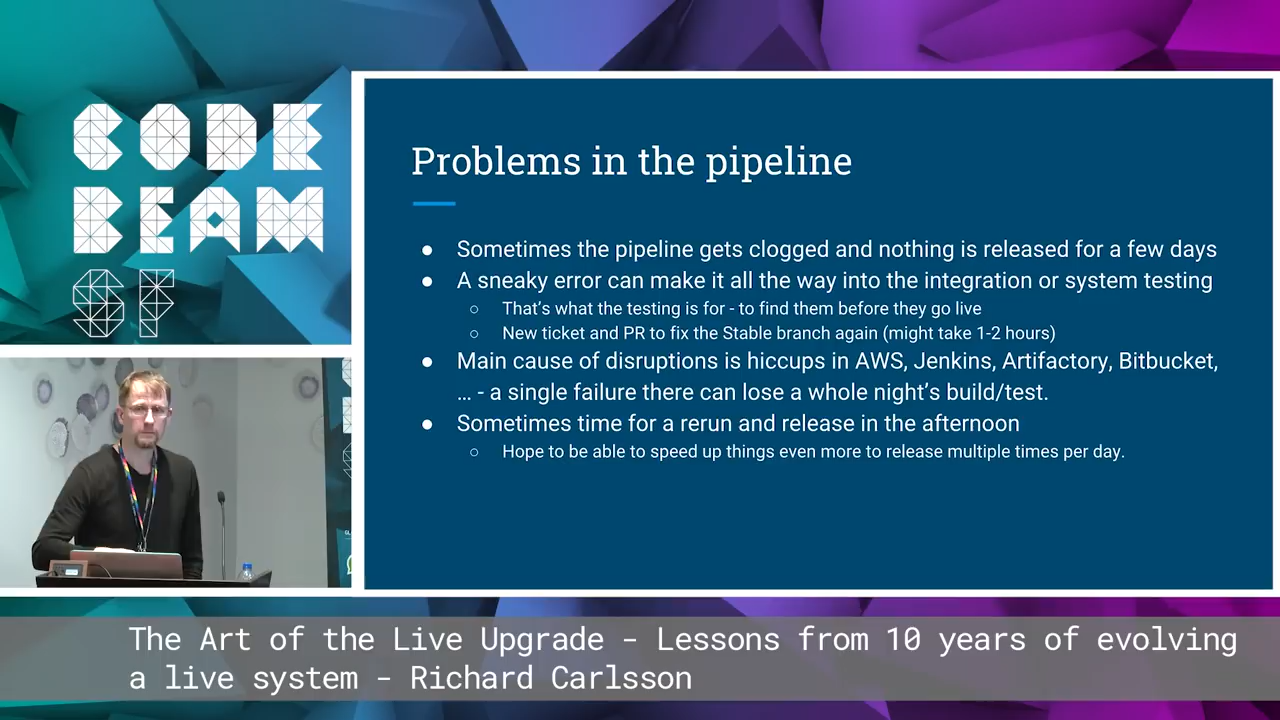 CODE
BEAM
SF
Problems in the pipeline
● Sometimes the pipeline gets clogged and nothing is released for a few days
● A sneaky error can make it all the way into the integration or system testing
○ That's what the testing is for - to find them before they go live
○ New ticket and PR to fix the Stable branch again (might take 1-2 hours)
● Main cause of disruptions is hiccups in AWS, Jenkins, Artifactory, Bitbucket,
... - a single failure there can lose a whole night's build/test.
● Sometimes time for a rerun and release in the afternoon
○ Hope to be able to speed up things even more to release multiple times per day.
The Art of the Live Upgrade - Lessons from 10 years of evolving
a live system - Richard Carlsson